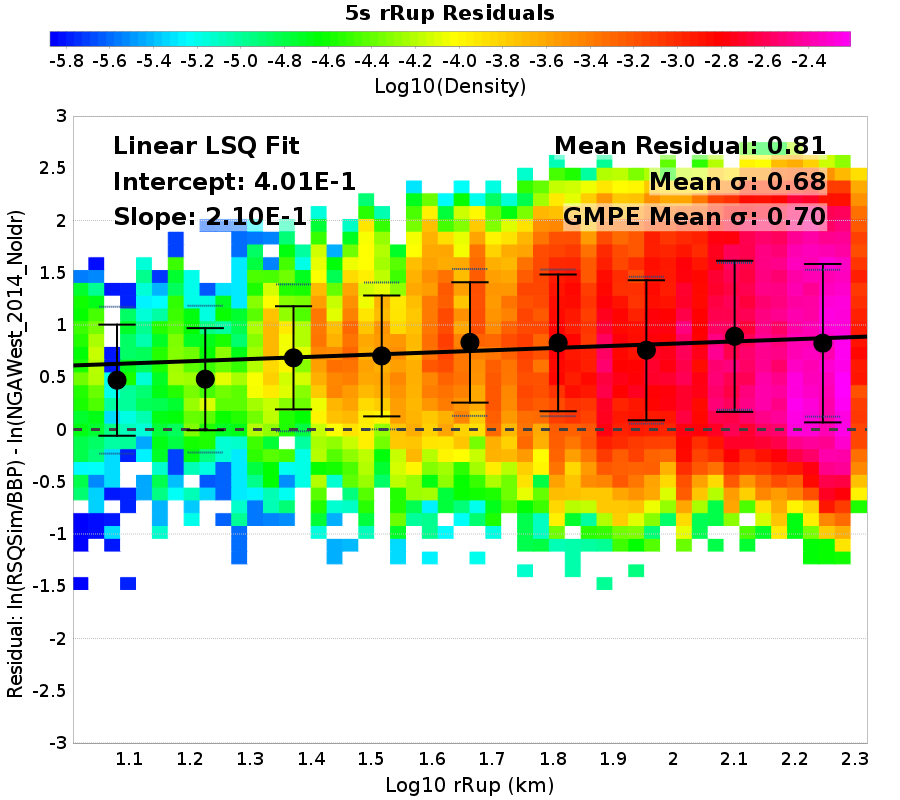 5s rRup Residuals
-5.8 -5.6 -5.4 -5.2 -5.0 -4.8 -4.6 -4.4 -4.2 -4.0 -3.8 -3.6 -3.4 -3.2 -3.0 -2.8 -2.6 -2.4
Log10(Density)
Linear LSQ Fit
Intercept: 4.01E-1
Slope: 2.10E-1
Mean Residual: 0.81
Mean σ: 0.68
GMPE Mean σ: 0.70
Residual: ln(RSQSim/BBP) - ln(NGAWest_2014_NoIdr)
3
2.5
2
1.5
1
0.5
0
-0.5
-1
-1.5
-2
-2.5
-3
1.1 1.2 1.3 1.4 1.5 1.6 1.7 1.8 1.9 2 2.1 2.2 2.3
Log10 rRup (km)